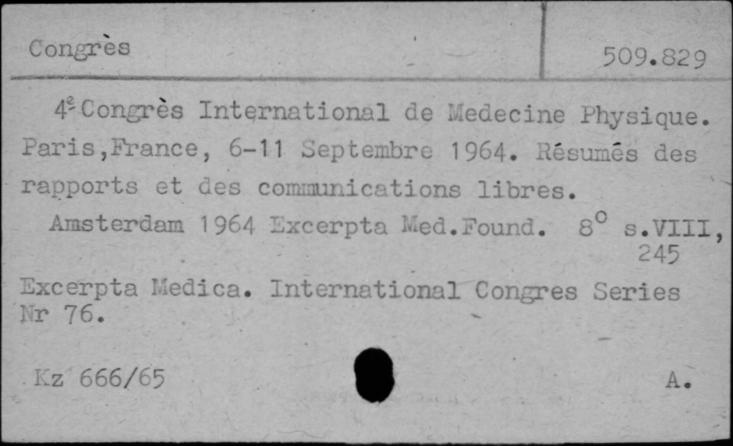 Congrès
509.829
4e Congrès International de Medecine Physique.
Paris,France, 6-11 Septembre 1964. Résumés des
rapports et des communications libres.
Amsterdam 1964 Excerpta Med.Found. 8° s.VIII,
245
Excerpta Medica. International Congres Series
Nr 76.
Kz 666/65
A.